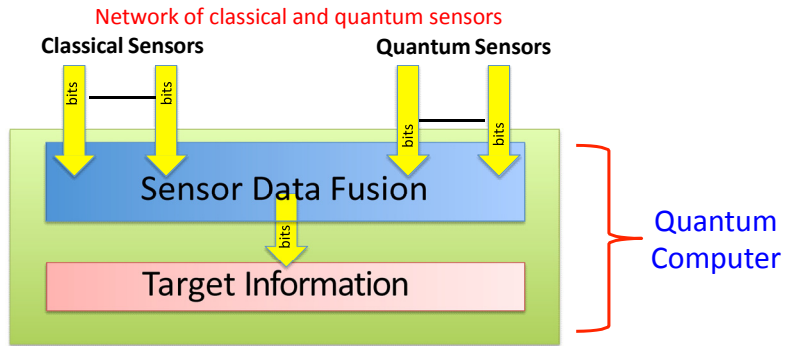 Network of classical and quantum sensors
Classical Sensors
Quantum Sensors
bits
bits
bits
bits
Sensor Data Fusion
bits
Target Information
Quantum
Computer